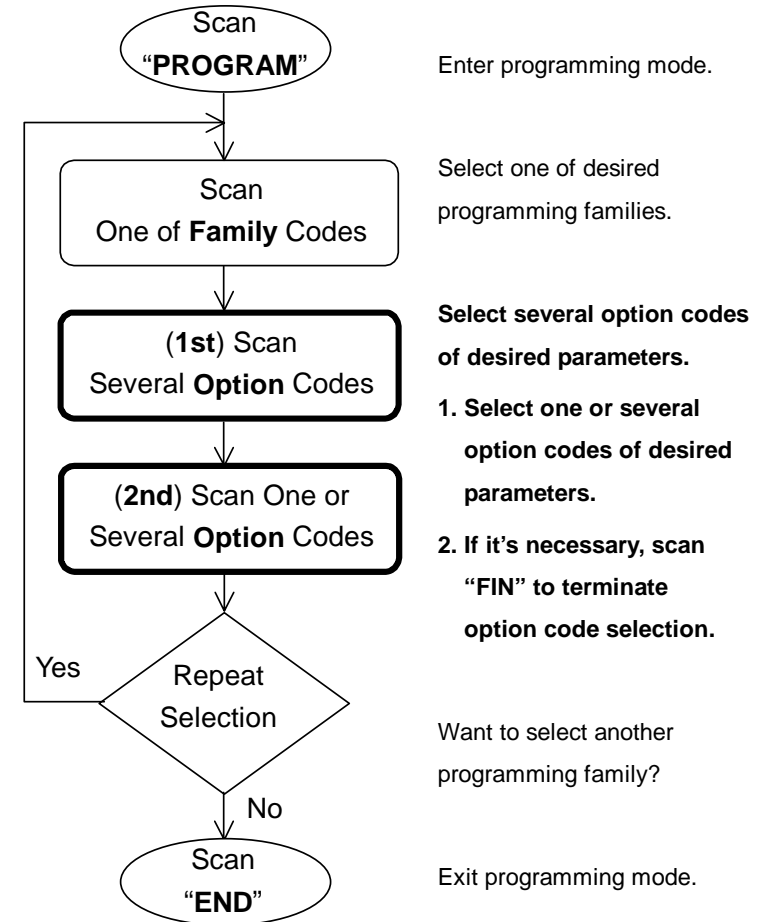 Scan
“PROGRAM”
Enter programming mode.
Scan
One of Family Codes
Select one of desired
programming families.
(1st) Scan
Several Option Codes
Select several option codes
of desired parameters.
1. Select one or several
option codes of desired
parameters.
(2nd) Scan One or
Several Option Codes
2. If it’s necessary, scan
“FIN” to terminate
option code selection.
Yes
Repeat
Selection
Want to select another
programming family?
No
Scan
“END”
Exit programming mode.